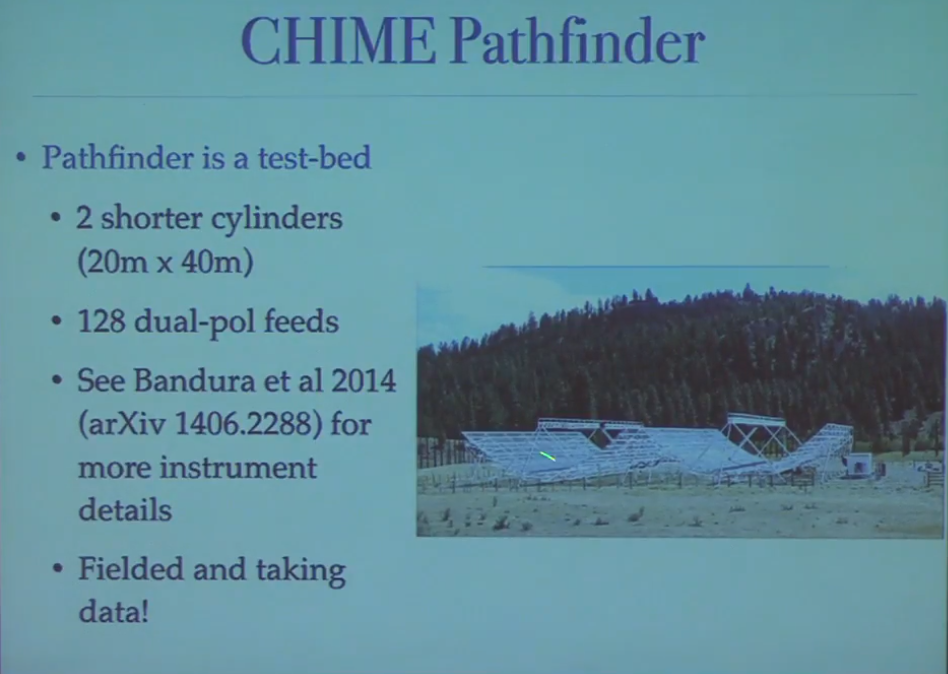 CHIME Pathfinder
• Pathfinder is a test-bed
• 2 shorter cylinders
(20m x 40m)
• 128 dual-pol feeds
• See Bandura et al 2014
(arXiv 1406.2288) for
more instrument
details
• Fielded and taking
data!